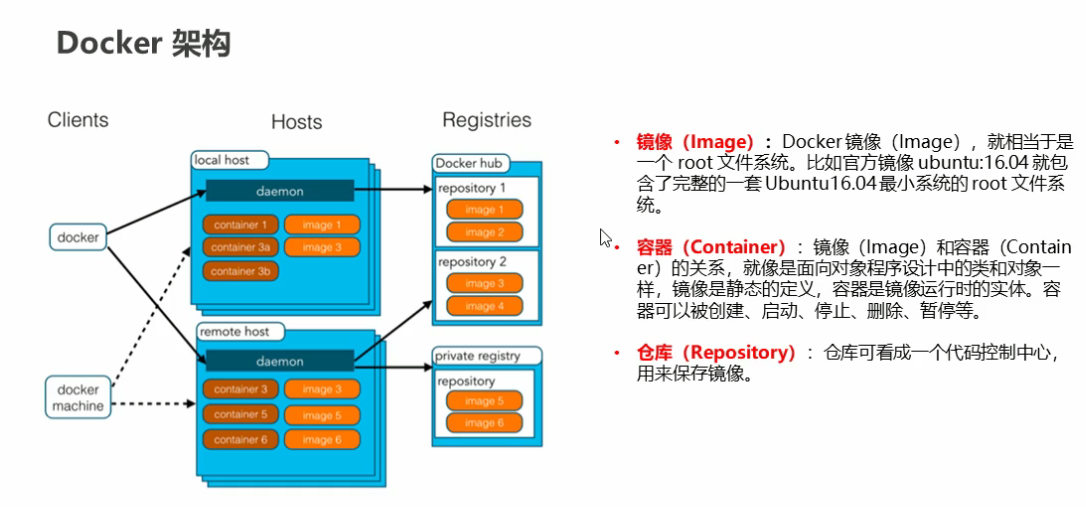 Docker 架构
Clients
Hosts
Registries
local host
daemon
container 1
image 1
container 3a
image 3
container 3b
docker
docker
machine
remote host
daemon
container 3
image 3
container 5
image 5
container 6
image 6
Docker hub
repository 1
image 1
image 2
repository 2
image 3
image 4
private registry
repository
image 5
image 6
• 镜像（Image）：Docker 镜像（Image），就相当于是
一个 root 文件系统。比如官方镜像 ubuntu:16.04 就包
含了完整的一套 Ubuntu16.04 最小系统的 root 文件系
统。
• 容器（Container）：镜像（Image）和容器（Contain
er）的关系，就像是面向对象程序设计中的类和对象一
样，镜像是静态的定义，容器是镜像运行时的实体。容
器可以被创建、启动、停止、删除、暂停等。
• 仓库（Repository）：仓库可看成一个代码控制中心，
用来保存镜像。